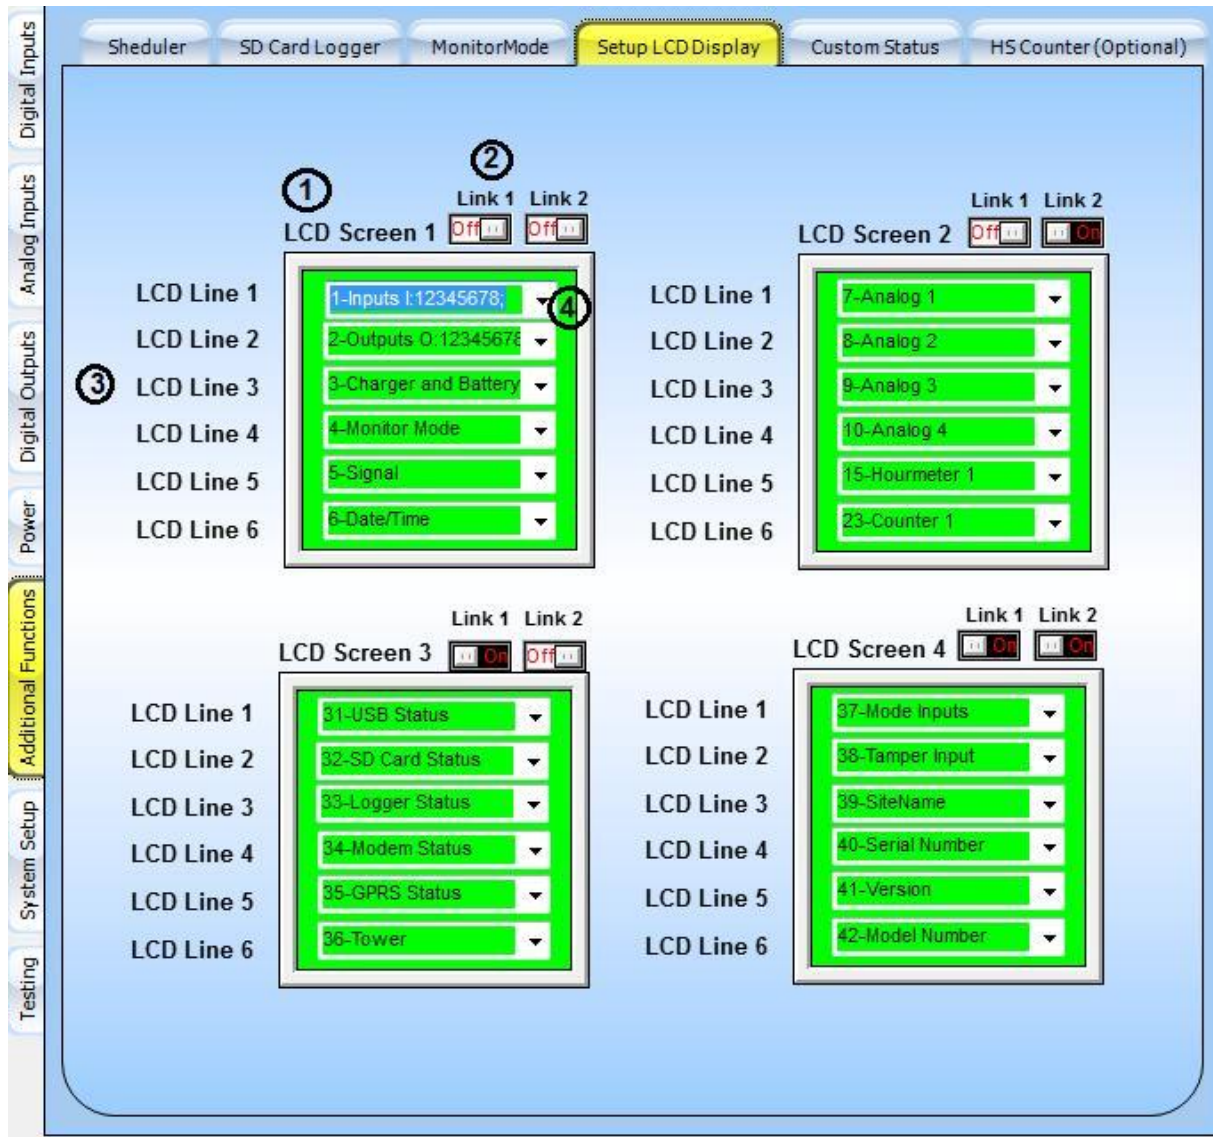 Sheduler SD Card Logger MonitorMode Setup LCD Display Custom Status HS Counter (Optional)
Digital Inputs
Analog Inputs
Digital Outputs
Power
Additional Functions
System Setup
Testing
1
2
Link 1 Link 2
LCD Screen 1 Off Off
LCD Line 1 1-Inputs I:12345678; 4
LCD Line 2 2-Outputs O:12345678
3 LCD Line 3 3-Charger and Battery
LCD Line 4 4-Monitor Mode
LCD Line 5 5-Signal
LCD Line 6 6-Date/Time
Link 1 Link 2
LCD Screen 2 Off On
LCD Line 1 7-Analog 1
LCD Line 2 8-Analog 2
LCD Line 3 9-Analog 3
LCD Line 4 10-Analog 4
LCD Line 5 15-Hourmeter 1
LCD Line 6 23-Counter 1
Link 1 Link 2
LCD Screen 3 On Off
LCD Line 1 31-USB Status
LCD Line 2 32-SD Card Status
LCD Line 3 33-Logger Status
LCD Line 4 34-Modem Status
LCD Line 5 35-GPRS Status
LCD Line 6 36-Tower
Link 1 Link 2
LCD Screen 4 On On
LCD Line 1 37-Mode Inputs
LCD Line 2 38-Tamper Input
LCD Line 3 39-SiteName
LCD Line 4 40-Serial Number
LCD Line 5 41-Version
LCD Line 6 42-Model Number